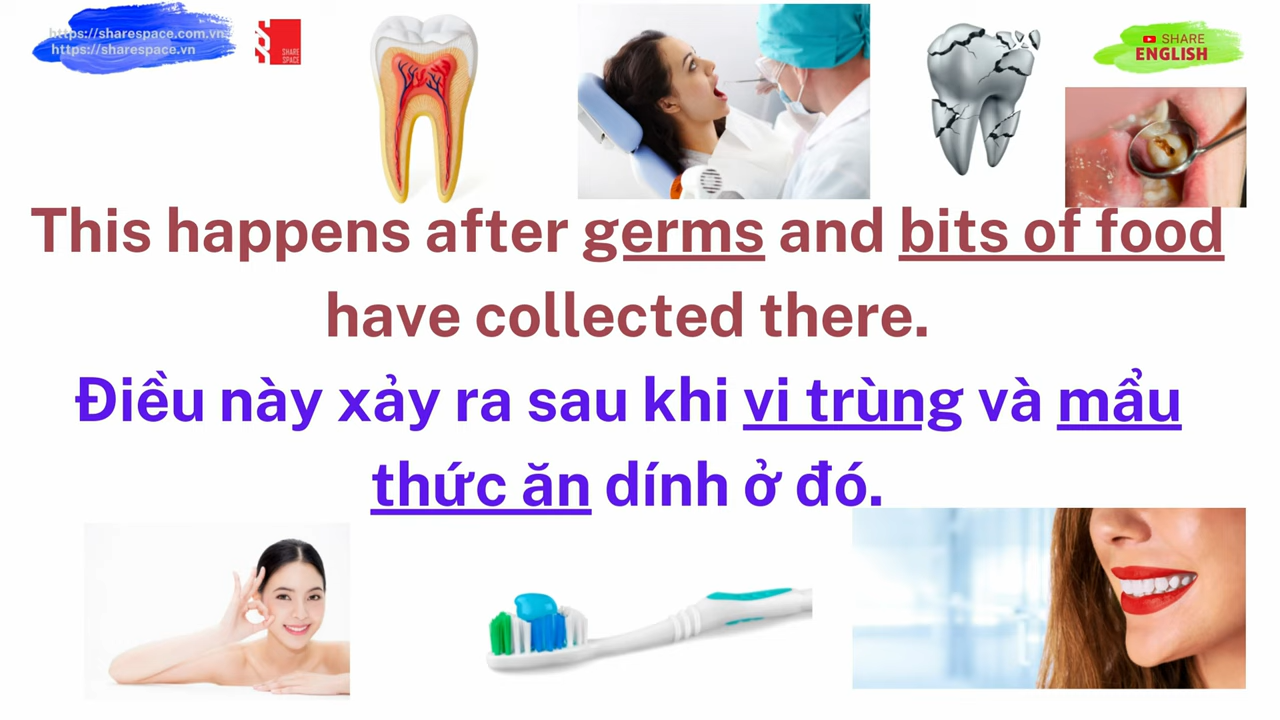 https://sharespace.com.vn/
https://sharespace.vn
SHARE
SPACE
SHARE
ENGLISH
This happens after germs and bits of food
have collected there.
Điều này xảy ra sau khi vi trùng và mẩu
thức ăn dính ở đó.